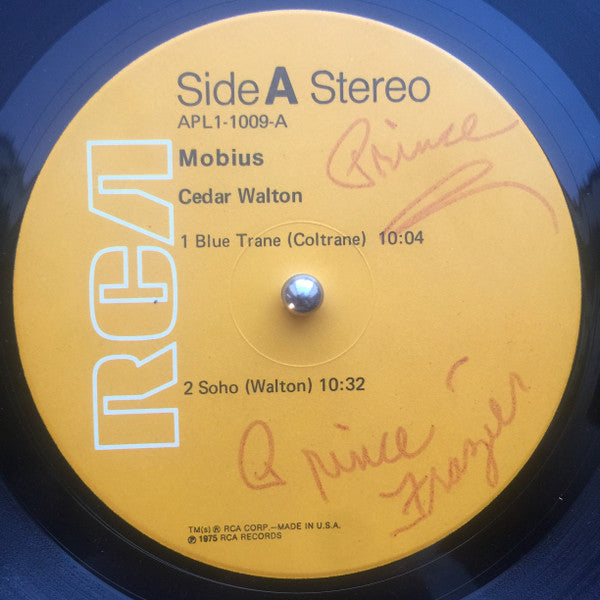 Side A Stereo
APL1-1009-A
Mobius
Prince
Cedar Walton
1 Blue Trane (Coltrane) 10:04
RCA
2 Soho (Walton) 10:32
Prince
Frazier
TM(s) ® RCA CORP.—MADE IN U.S.A.
℗ 1975 RCA RECORDS